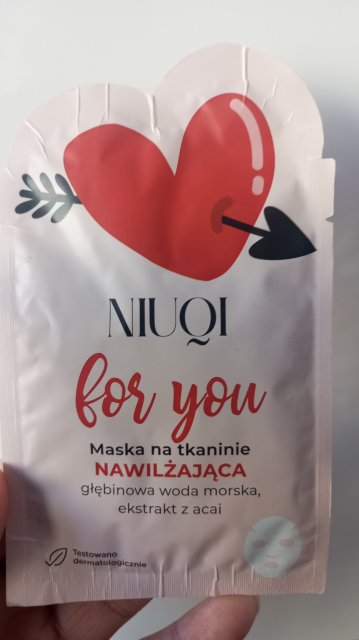 NIUQI
for you
Maska na tkaninie
NAWILŻAJĄCA
głębinowa woda morska,
ekstrakt z acai
Testowano
dermatologicznie